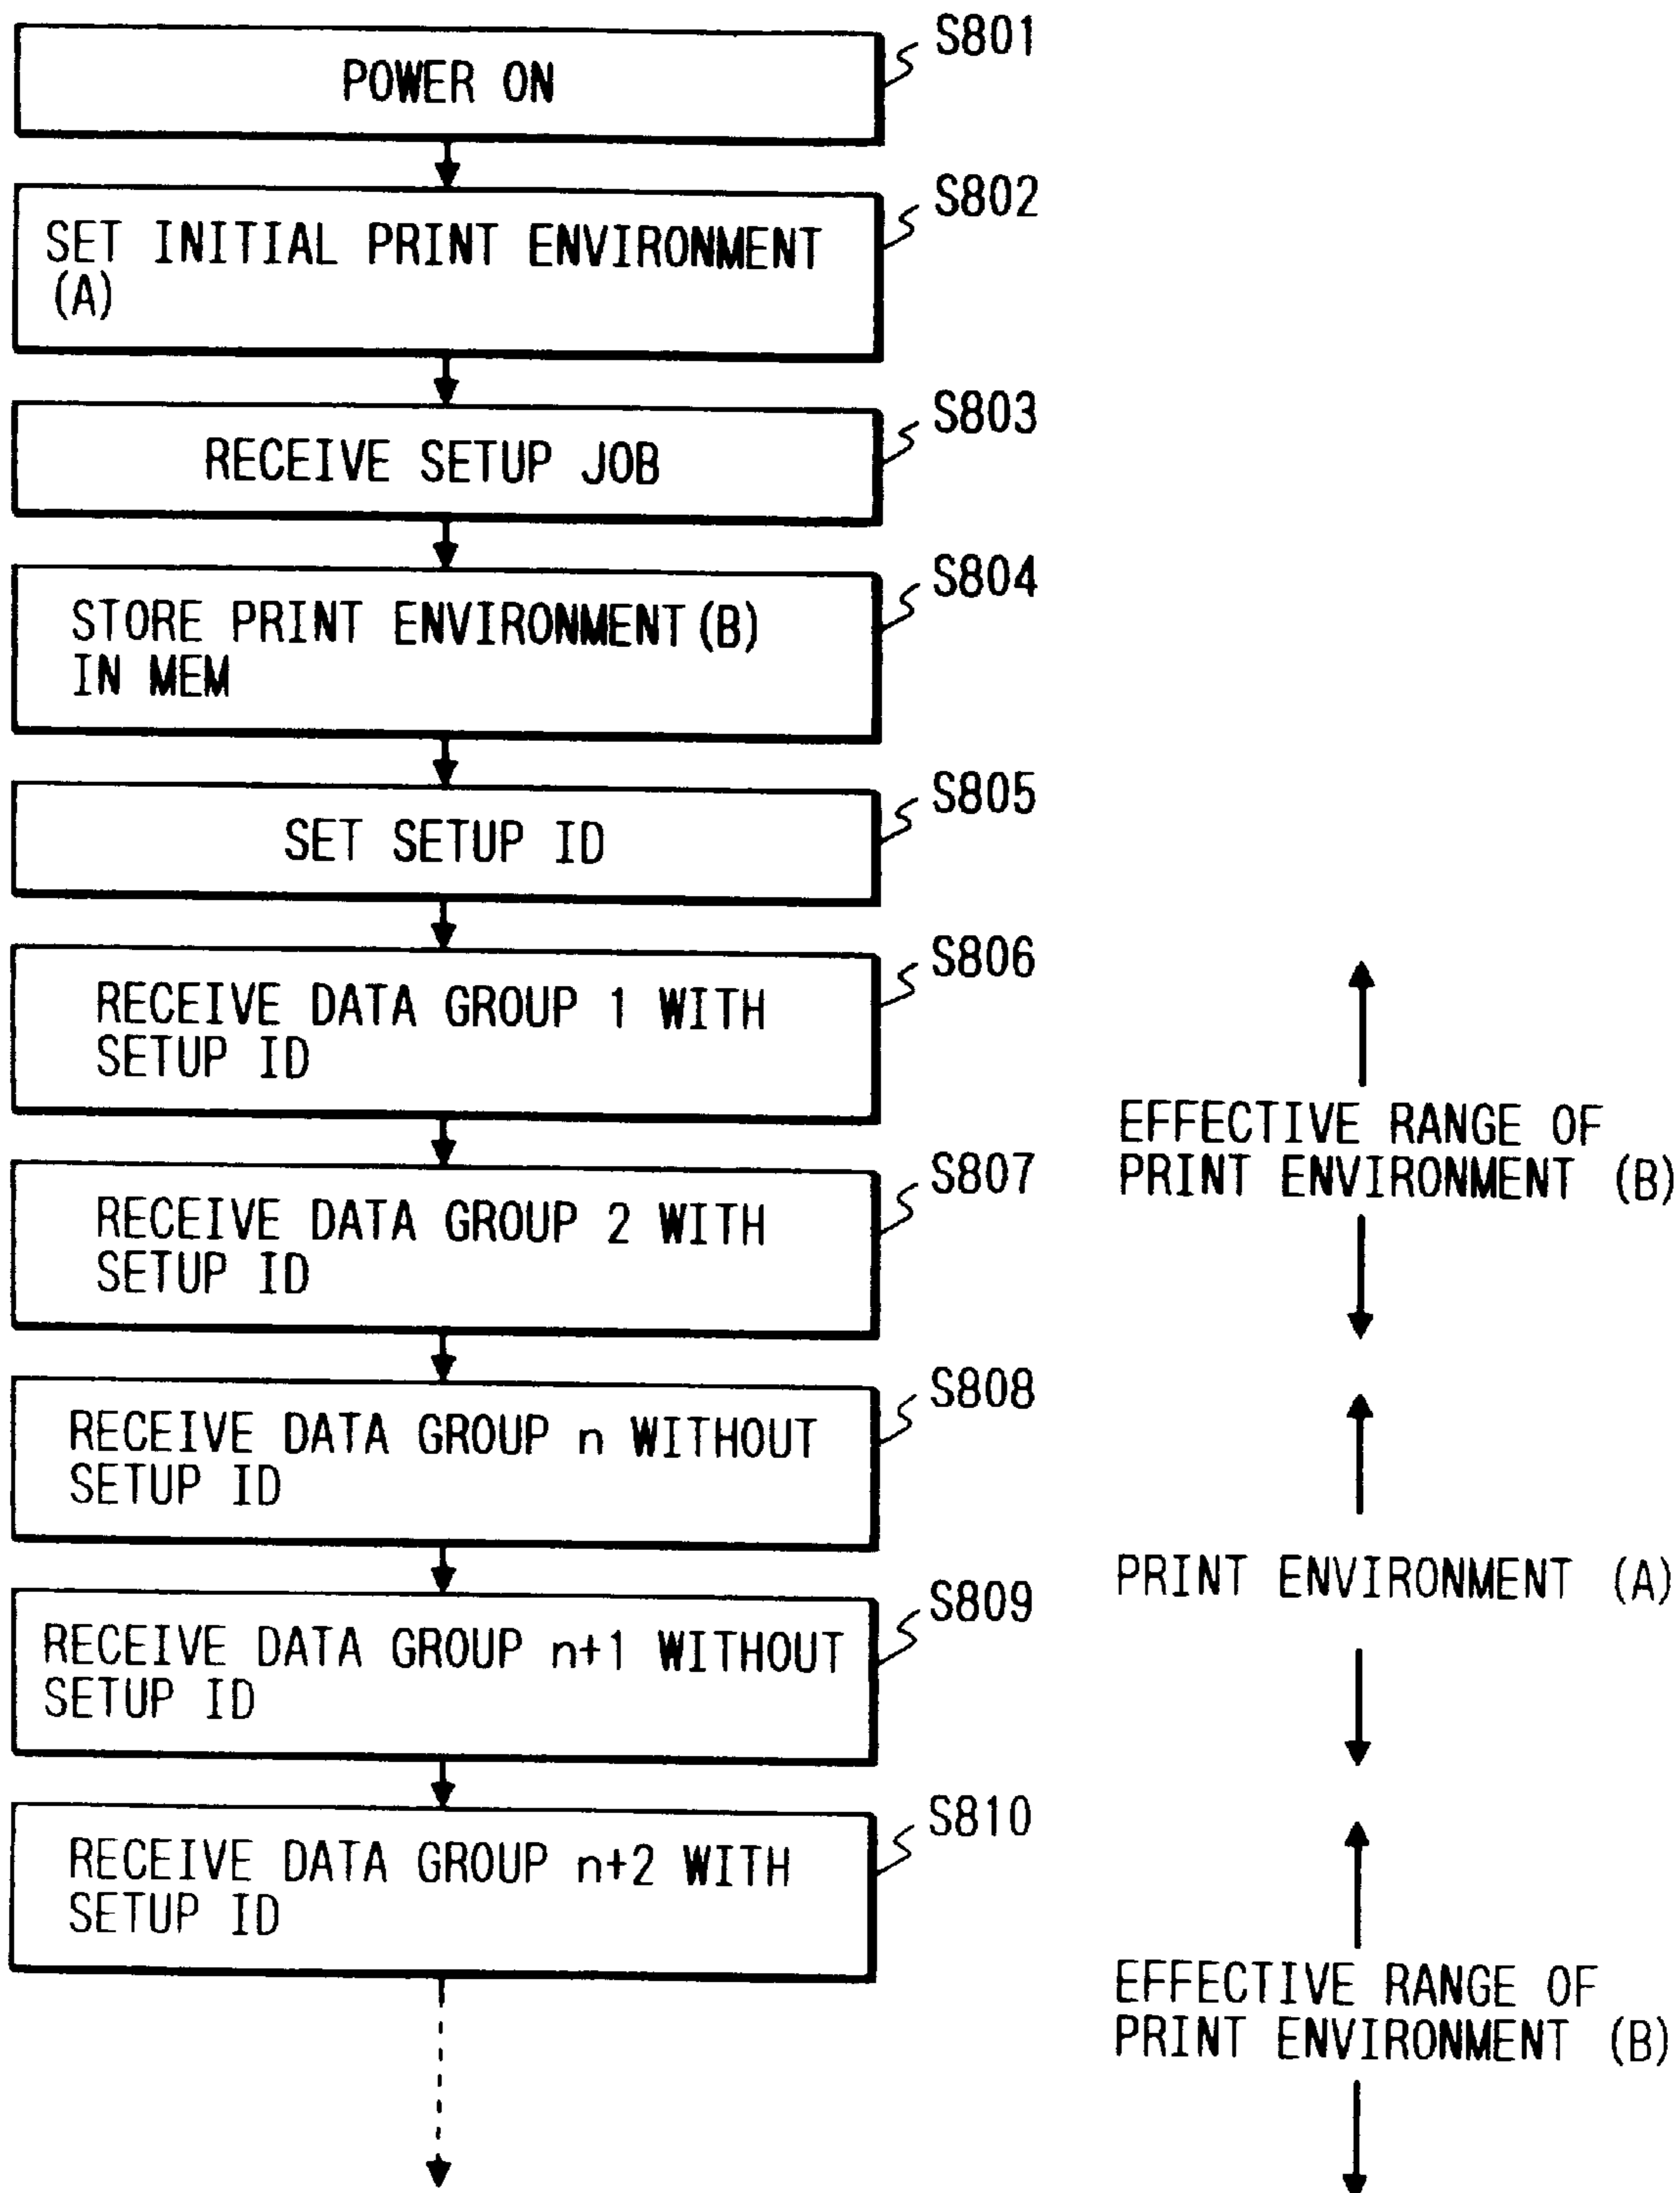 POWER ON
S801
SET INITIAL PRINT ENVIRONMENT
(A)
S802
RECEIVE SETUP JOB
S803
STORE PRINT ENVIRONMENT (B)
IN MEM
S804
SET SETUP ID
S805
RECEIVE DATA GROUP 1 WITH
SETUP ID
S806
RECEIVE DATA GROUP 2 WITH
SETUP ID
S807
EFFECTIVE RANGE OF
PRINT ENVIRONMENT (B)
RECEIVE DATA GROUP n WITHOUT
SETUP ID
S808
RECEIVE DATA GROUP n+1 WITHOUT
SETUP ID
S809
PRINT ENVIRONMENT (A)
RECEIVE DATA GROUP n+2 WITH
SETUP ID
S810
EFFECTIVE RANGE OF
PRINT ENVIRONMENT (B)